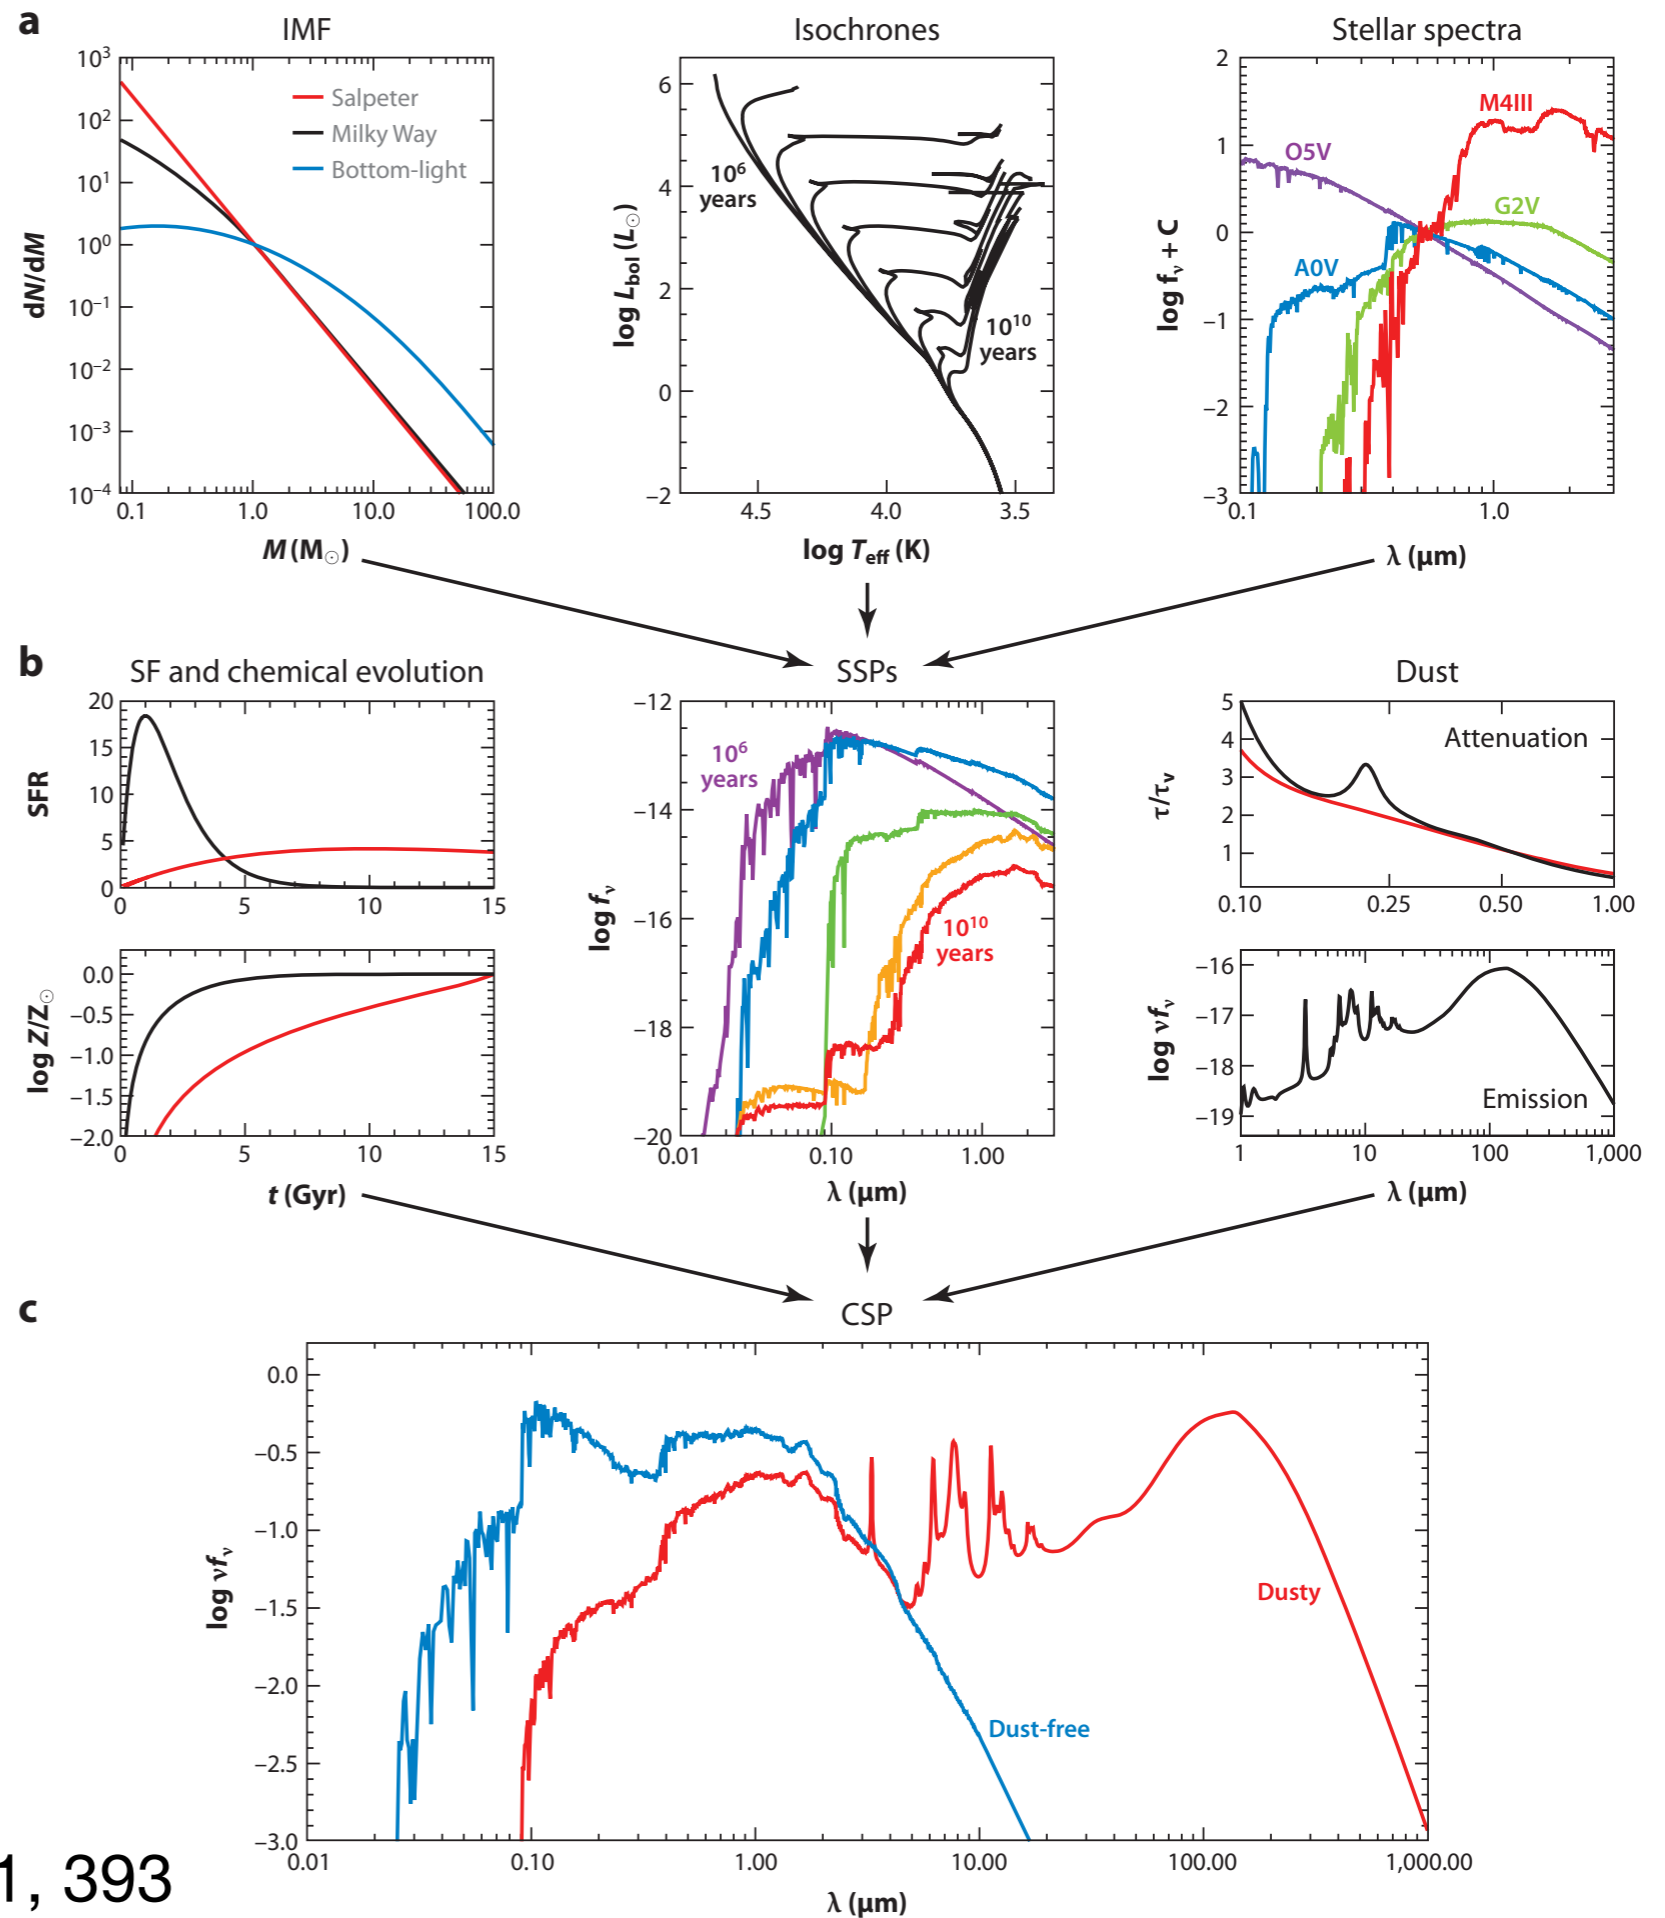 a
IMF
Isochrones
Stellar spectra
10³
10²
10¹
10⁰
10⁻¹
10⁻²
10⁻³
10⁻⁴
dN/dM
Salpeter
Milky Way
Bottom-light
0.1
1.0
10.0
100.0
M (M☉)
6
4
2
0
−2
log Lbol (L☉)
10⁶
years
10¹⁰
years
4.5
4.0
3.5
log Teff (K)
2
1
0
−1
−2
−3
log fν + C
M4III
O5V
G2V
A0V
0.1
1.0
λ (μm)
b
SF and chemical evolution
SSPs
Dust
20
15
10
5
0
SFR
0
5
10
15
0.0
−0.5
−1.0
−1.5
−2.0
log Z/Z☉
0
5
10
15
t (Gyr)
−12
−14
−16
−18
−20
log fν
10⁶
years
10¹⁰
years
0.01
0.10
1.00
λ (μm)
5
4
3
2
1
τ/τv
Attenuation
0.10
0.25
0.50
1.00
−16
−17
−18
−19
log νfν
Emission
1
10
100
1,000
λ (μm)
c
CSP
0.0
−0.5
−1.0
−1.5
−2.0
−2.5
−3.0
log νfν
Dusty
Dust-free
0.01
0.10
1.00
10.00
100.00
1,000.00
λ (μm)
1, 393